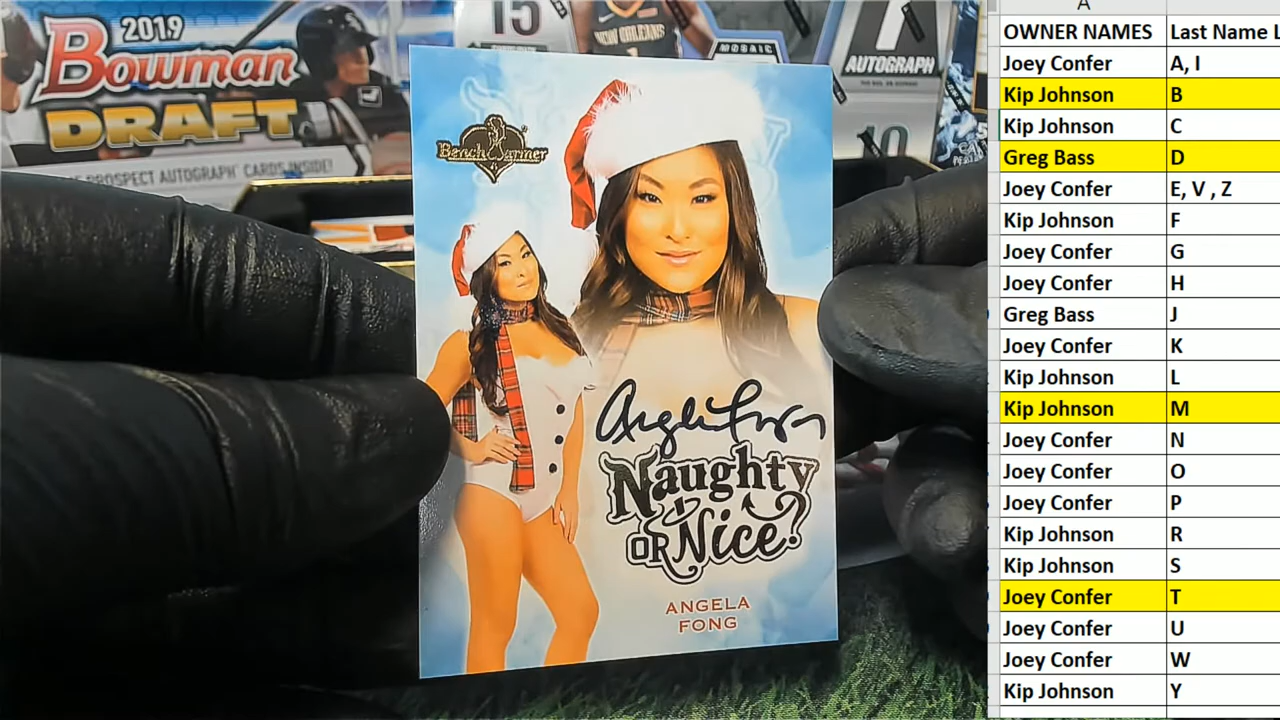 2019
Bowman
DRAFT
PROSPECT AUTOGRAPH CARDS INSIDE!
15
NEW ORLEANS
MOSAIC
AUTOGRAPH
10
BenchWarmer
Angela Fong
Naughty
OR Nice?
ANGELA
FONG
A
OWNER NAMES Last Name L
Joey Confer A, I
Kip Johnson B
Kip Johnson C
Greg Bass D
Joey Confer E, V , Z
Kip Johnson F
Joey Confer G
Joey Confer H
Greg Bass J
Joey Confer K
Kip Johnson L
Kip Johnson M
Joey Confer N
Joey Confer O
Joey Confer P
Kip Johnson R
Kip Johnson S
Joey Confer T
Joey Confer U
Joey Confer W
Kip Johnson Y